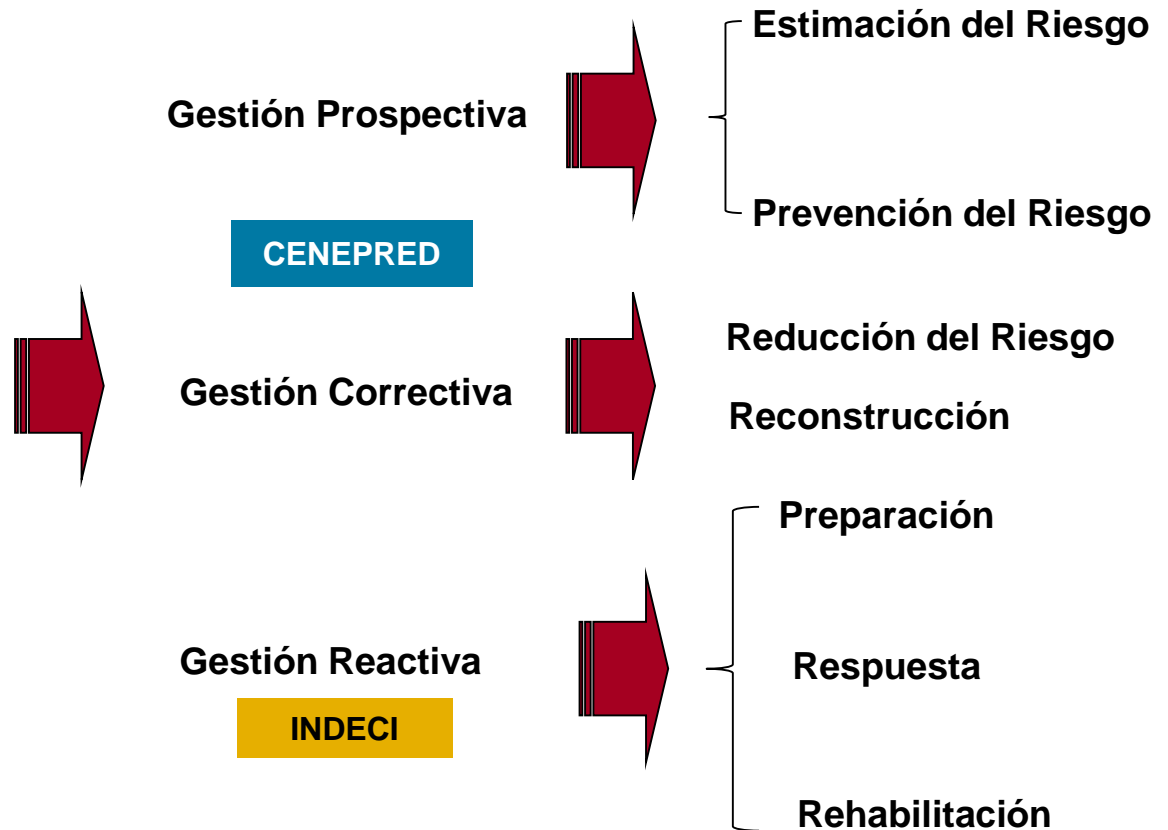 Gestión Prospectiva
Estimación del Riesgo
Prevención del Riesgo
CENEPRED
Gestión Correctiva
Reducción del Riesgo
Reconstrucción
Gestión Reactiva
INDECI
Preparación
Respuesta
Rehabilitación